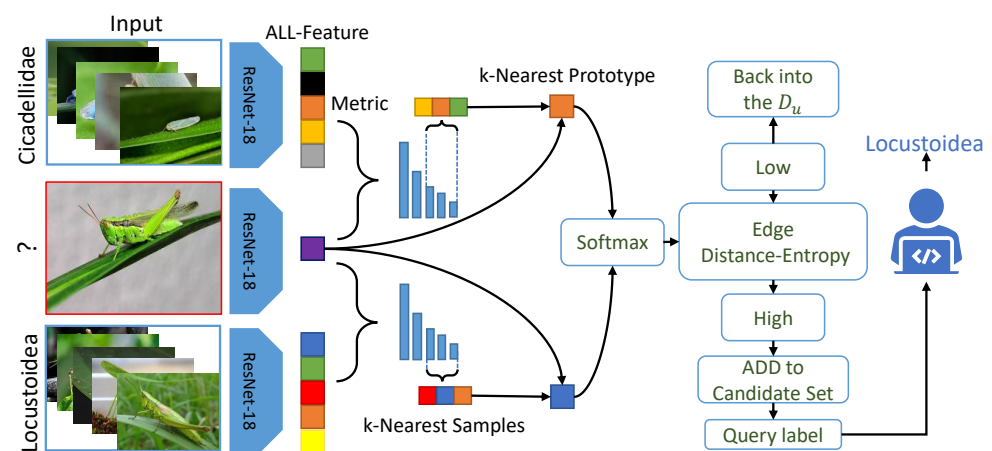 Input
Cicadellidae
ResNet-18
ALL-Feature
Metric
k-Nearest Prototype
?
ResNet-18
Locustoidea
ResNet-18
k-Nearest Samples
Softmax
Back into
the D_u
Low
Edge
Distance-Entropy
High
ADD to
Candidate Set
Query label
Locustoidea
</>